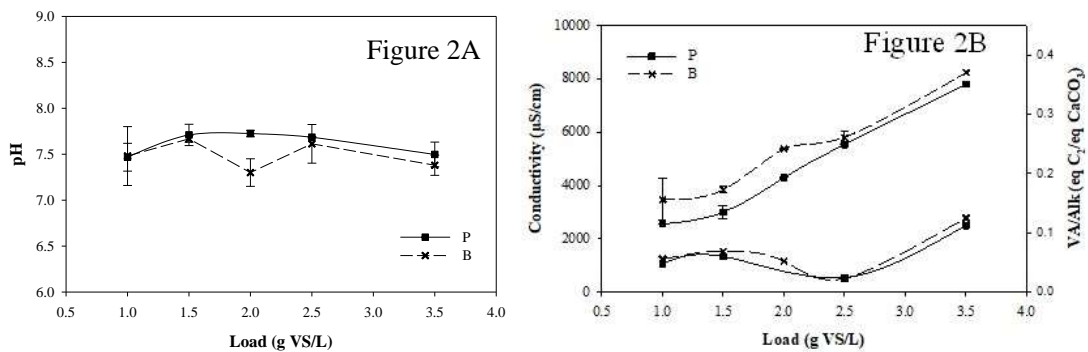 Figure 2A
pH
9.0
8.5
8.0
7.5
7.0
6.5
6.0
P
B
0.5 1.0 1.5 2.0 2.5 3.0 3.5 4.0
Load (g VS/L)
Figure 2B
Conductivity (µS/cm)
10000
8000
6000
4000
2000
0
P
B
0.4
0.3
0.2
0.1
0.0
VA/Alk (eq C₂/eq CaCO₃)
0.5 1.0 1.5 2.0 2.5 3.0 3.5 4.0
Load (g VS/L)